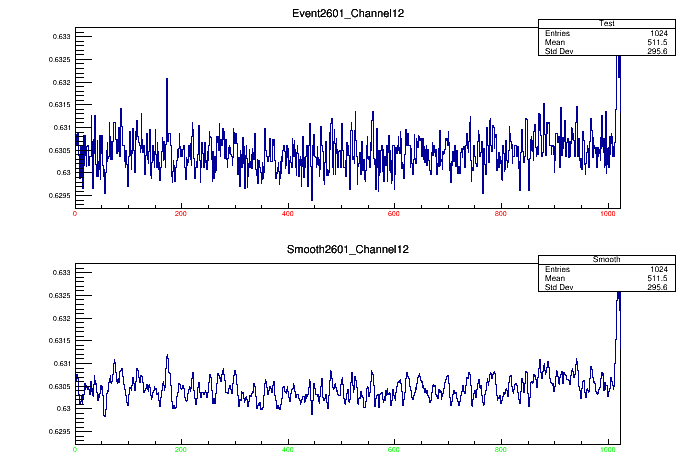 Event2601_Channel12
Test
Entries 1024
Mean 511.5
Std Dev 295.6
0.633
0.6325
0.632
0.6315
0.631
0.6305
0.63
0.6295
0 200 400 600 800 1000
Smooth2601_Channel12
Smooth
Entries 1024
Mean 511.5
Std Dev 295.6
0.633
0.6325
0.632
0.6315
0.631
0.6305
0.63
0.6295
0 200 400 600 800 1000